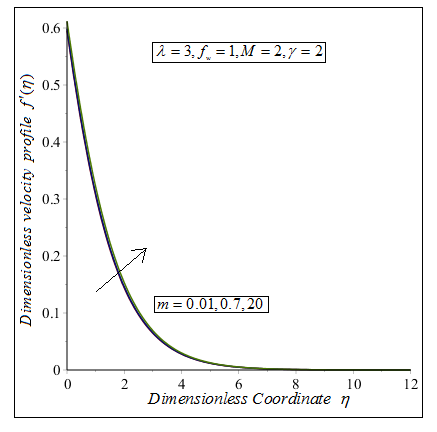 0.6
λ = 3, f_w = 1, M = 2, γ = 2
0.5
0.4
0.3
0.2
0.1
m = 0.01, 0.7, 20
0
0 2 4 6 8 10 12
Dimensionless Coordinate η
Dimensionless velocity profile f'(η)